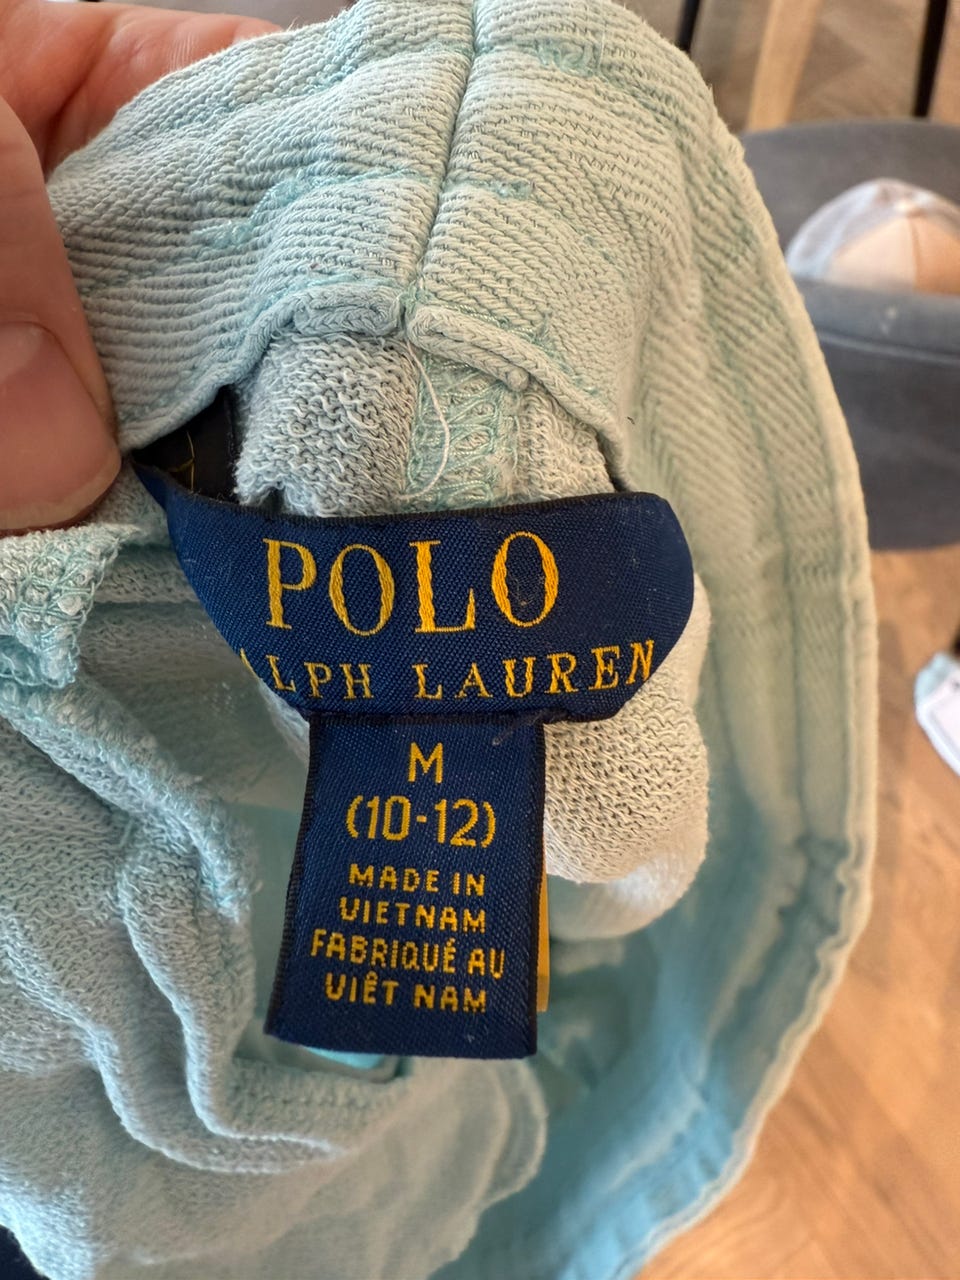 POLO
ALPH LAUREN
M
(10-12)
MADE IN
VIETNAM
FABRIQUÉ AU
VIÊT NAM